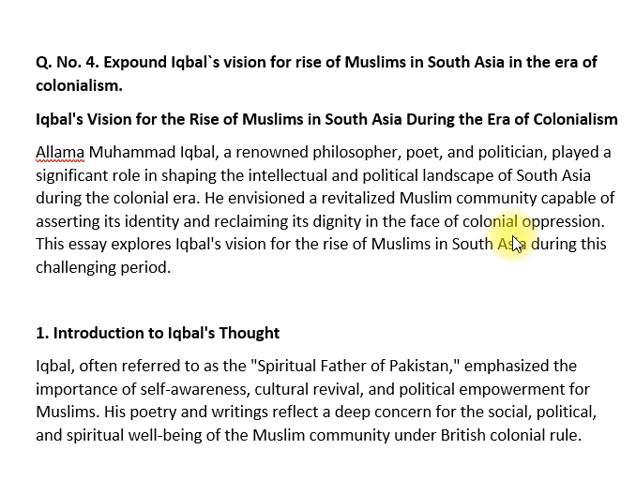 Q. No. 4. Expound Iqbal`s vision for rise of Muslims in South Asia in the era of
colonialism.
Iqbal's Vision for the Rise of Muslims in South Asia During the Era of Colonialism
Allama Muhammad Iqbal, a renowned philosopher, poet, and politician, played a
significant role in shaping the intellectual and political landscape of South Asia
during the colonial era. He envisioned a revitalized Muslim community capable of
asserting its identity and reclaiming its dignity in the face of colonial oppression.
This essay explores Iqbal's vision for the rise of Muslims in South Asia during this
challenging period.
1. Introduction to Iqbal's Thought
Iqbal, often referred to as the "Spiritual Father of Pakistan," emphasized the
importance of self-awareness, cultural revival, and political empowerment for
Muslims. His poetry and writings reflect a deep concern for the social, political,
and spiritual well-being of the Muslim community under British colonial rule.